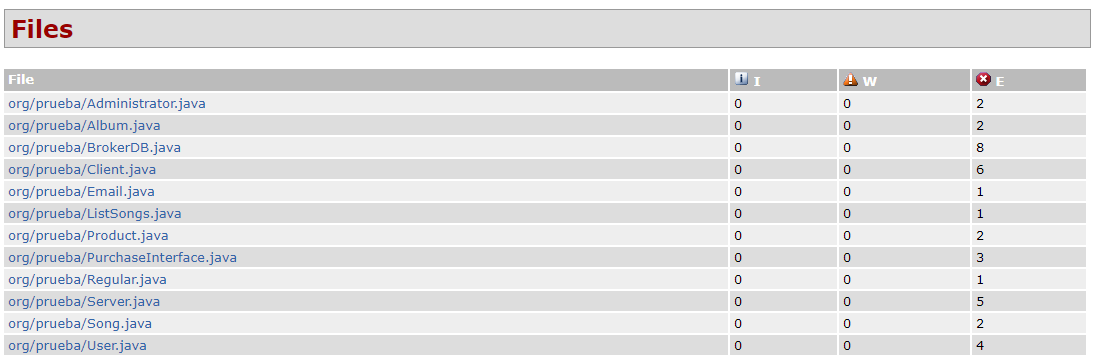 Files
File I W E
org/prueba/Administrator.java 0 0 2
org/prueba/Album.java 0 0 2
org/prueba/BrokerDB.java 0 0 8
org/prueba/Client.java 0 0 6
org/prueba/Email.java 0 0 1
org/prueba/ListSongs.java 0 0 1
org/prueba/Product.java 0 0 2
org/prueba/PurchaseInterface.java 0 0 3
org/prueba/Regular.java 0 0 1
org/prueba/Server.java 0 0 5
org/prueba/Song.java 0 0 2
org/prueba/User.java 0 0 4